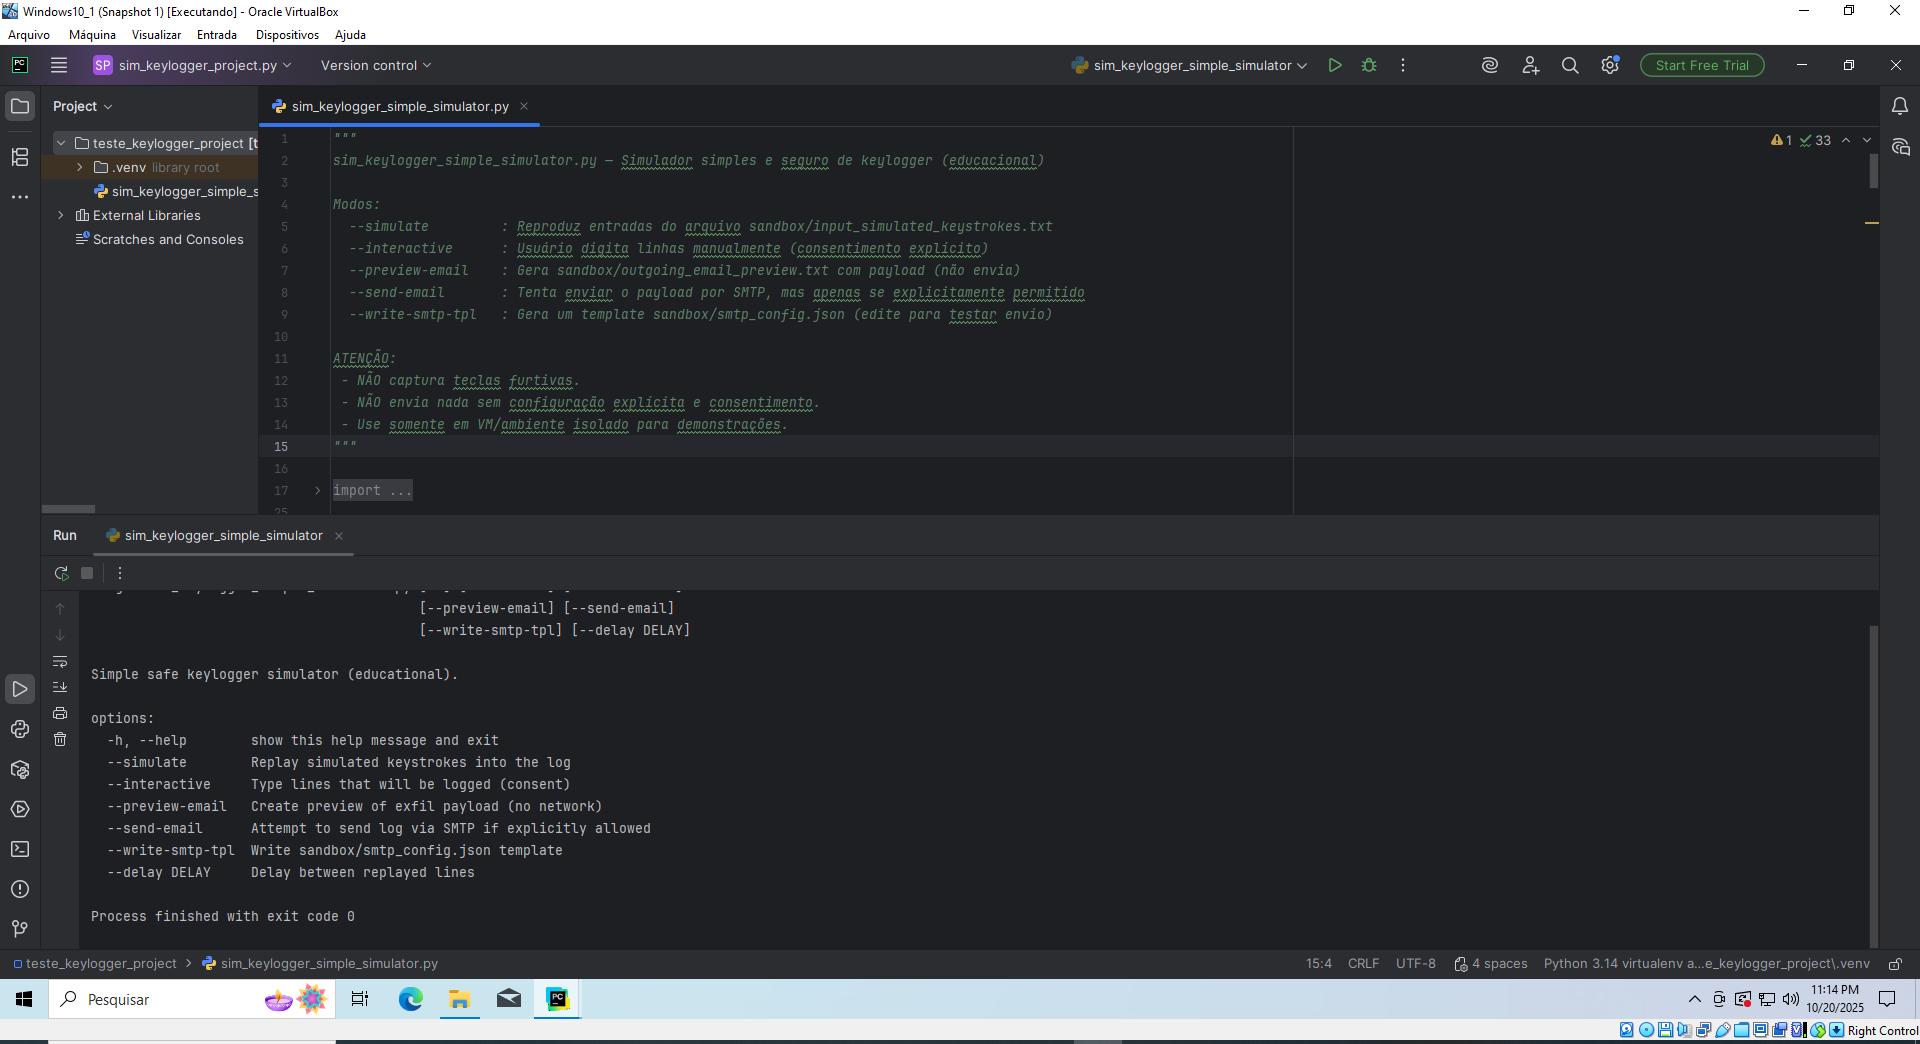 Windows10_1 (Snapshot 1) [Executando] - Oracle VirtualBox
Arquivo Máquina Visualizar Entrada Dispositivos Ajuda
PC SP sim_keylogger_project.py Version control sim_keylogger_simple_simulator Start Free Trial
Project sim_keylogger_simple_simulator.py
teste_keylogger_project [t
.venv library root
sim_keylogger_simple_s
External Libraries
Scratches and Consoles
1 33
1 """
2 sim_keylogger_simple_simulator.py — Simulador simples e seguro de keylogger (educacional)
3
4 Modos:
5 --simulate : Reproduz entradas do arquivo sandbox/input_simulated_keystrokes.txt
6 --interactive : Usuário digita linhas manualmente (consentimento explícito)
7 --preview-email : Gera sandbox/outgoing_email_preview.txt com payload (não envia)
8 --send-email : Tenta enviar o payload por SMTP, mas apenas se explicitamente permitido
9 --write-smtp-tpl : Gera um template sandbox/smtp_config.json (edite para testar envio)
10
11 ATENÇÃO:
12 - NÃO captura teclas furtivas.
13 - NÃO envia nada sem configuração explícita e consentimento.
14 - Use somente em VM/ambiente isolado para demonstrações.
15 """
16
17 import ...
25
Run sim_keylogger_simple_simulator
[--preview-email] [--send-email]
[--write-smtp-tpl] [--delay DELAY]
Simple safe keylogger simulator (educational).
options:
-h, --help show this help message and exit
--simulate Replay simulated keystrokes into the log
--interactive Type lines that will be logged (consent)
--preview-email Create preview of exfil payload (no network)
--send-email Attempt to send log via SMTP if explicitly allowed
--write-smtp-tpl Write sandbox/smtp_config.json template
--delay DELAY Delay between replayed lines
Process finished with exit code 0
teste_keylogger_project sim_keylogger_simple_simulator.py 15:4 CRLF UTF-8 4 spaces Python 3.14 virtualenv a...e_keylogger_project\.venv
Pesquisar PC 11:14 PM
10/20/2025
Right Control